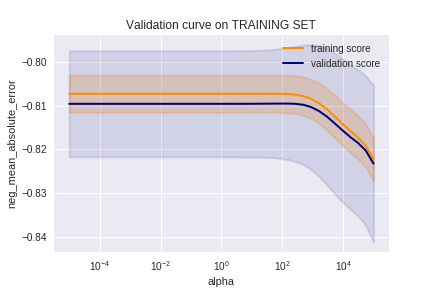 Validation curve on TRAINING SET
training score
validation score
−0.80
−0.81
−0.82
−0.83
−0.84
neg_mean_absolute_error
10⁻⁴ 10⁻² 10⁰ 10² 10⁴
alpha